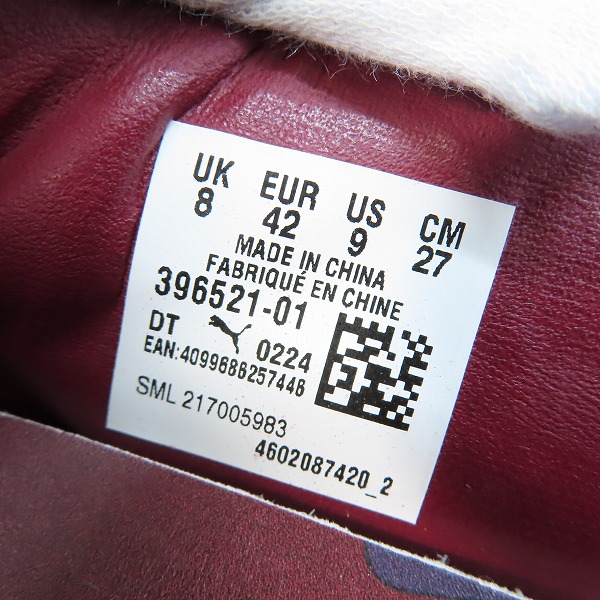 UK EUR US CM
8 42 9 27
MADE IN CHINA
FABRIQUÉ EN CHINE
396521-01
DT 0224
EAN:4099686257446
SML 217005983
4602087420_2